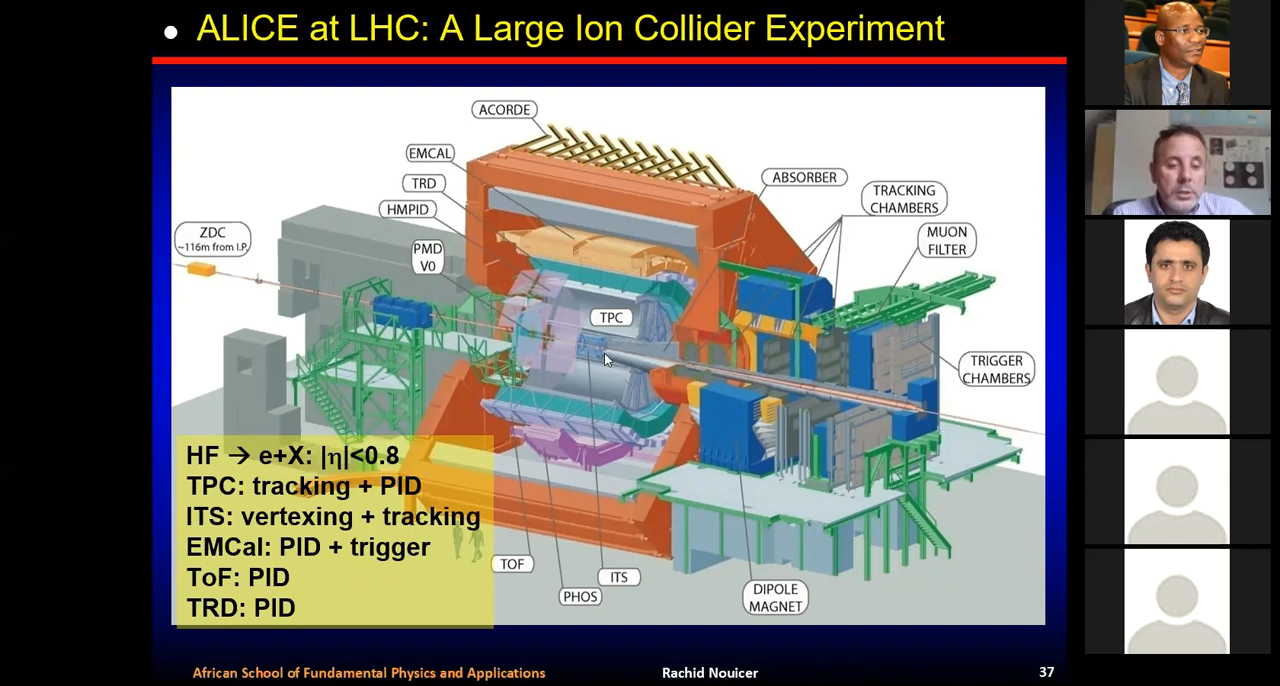 ALICE at LHC: A Large Ion Collider Experiment
ACORDE
EMCAL
TRD
HMPID
PMD
V0
ZDC
~116m from I.P.
ABSORBER
TRACKING
CHAMBERS
MUON
FILTER
TPC
TRIGGER
CHAMBERS
HF → e+X: |η|<0.8
TPC: tracking + PID
ITS: vertexing + tracking
EMCal: PID + trigger
ToF: PID
TRD: PID
TOF
PHOS
ITS
DIPOLE
MAGNET
African School of Fundamental Physics and Applications
Rachid Nouicer
37